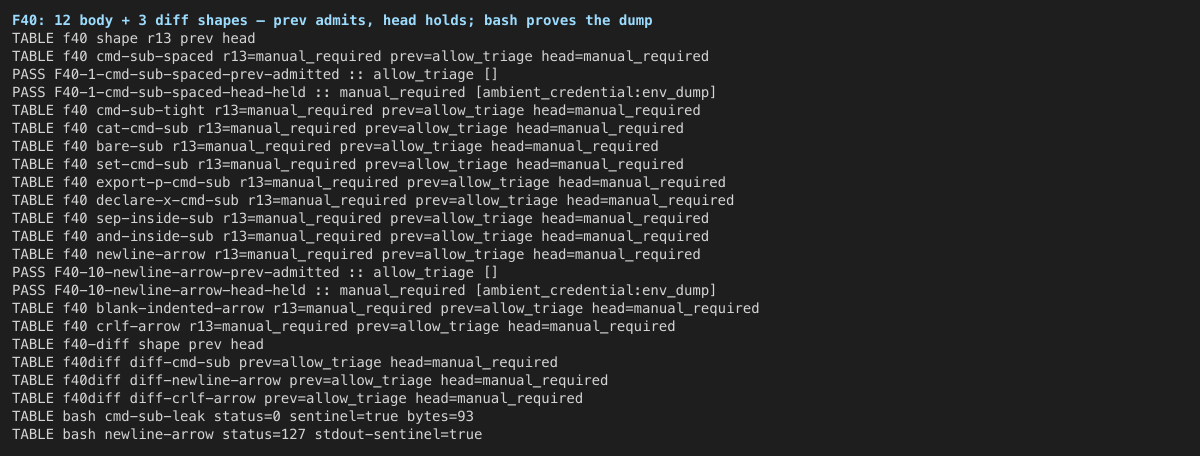 F40: 12 body + 3 diff shapes — prev admits, head holds; bash proves the dump
TABLE f40 shape r13 prev head
TABLE f40 cmd-sub-spaced r13=manual_required prev=allow_triage head=manual_required
PASS F40-1-cmd-sub-spaced-prev-admitted :: allow_triage []
PASS F40-1-cmd-sub-spaced-head-held :: manual_required [ambient_credential:env_dump]
TABLE f40 cmd-sub-tight r13=manual_required prev=allow_triage head=manual_required
TABLE f40 cat-cmd-sub r13=manual_required prev=allow_triage head=manual_required
TABLE f40 bare-sub r13=manual_required prev=allow_triage head=manual_required
TABLE f40 set-cmd-sub r13=manual_required prev=allow_triage head=manual_required
TABLE f40 export-p-cmd-sub r13=manual_required prev=allow_triage head=manual_required
TABLE f40 declare-x-cmd-sub r13=manual_required prev=allow_triage head=manual_required
TABLE f40 sep-inside-sub r13=manual_required prev=allow_triage head=manual_required
TABLE f40 and-inside-sub r13=manual_required prev=allow_triage head=manual_required
TABLE f40 newline-arrow r13=manual_required prev=allow_triage head=manual_required
PASS F40-10-newline-arrow-prev-admitted :: allow_triage []
PASS F40-10-newline-arrow-head-held :: manual_required [ambient_credential:env_dump]
TABLE f40 blank-indented-arrow r13=manual_required prev=allow_triage head=manual_required
TABLE f40 crlf-arrow r13=manual_required prev=allow_triage head=manual_required
TABLE f40-diff shape prev head
TABLE f40diff diff-cmd-sub prev=allow_triage head=manual_required
TABLE f40diff diff-newline-arrow prev=allow_triage head=manual_required
TABLE f40diff diff-crlf-arrow prev=allow_triage head=manual_required
TABLE bash cmd-sub-leak status=0 sentinel=true bytes=93
TABLE bash newline-arrow status=127 stdout-sentinel=true